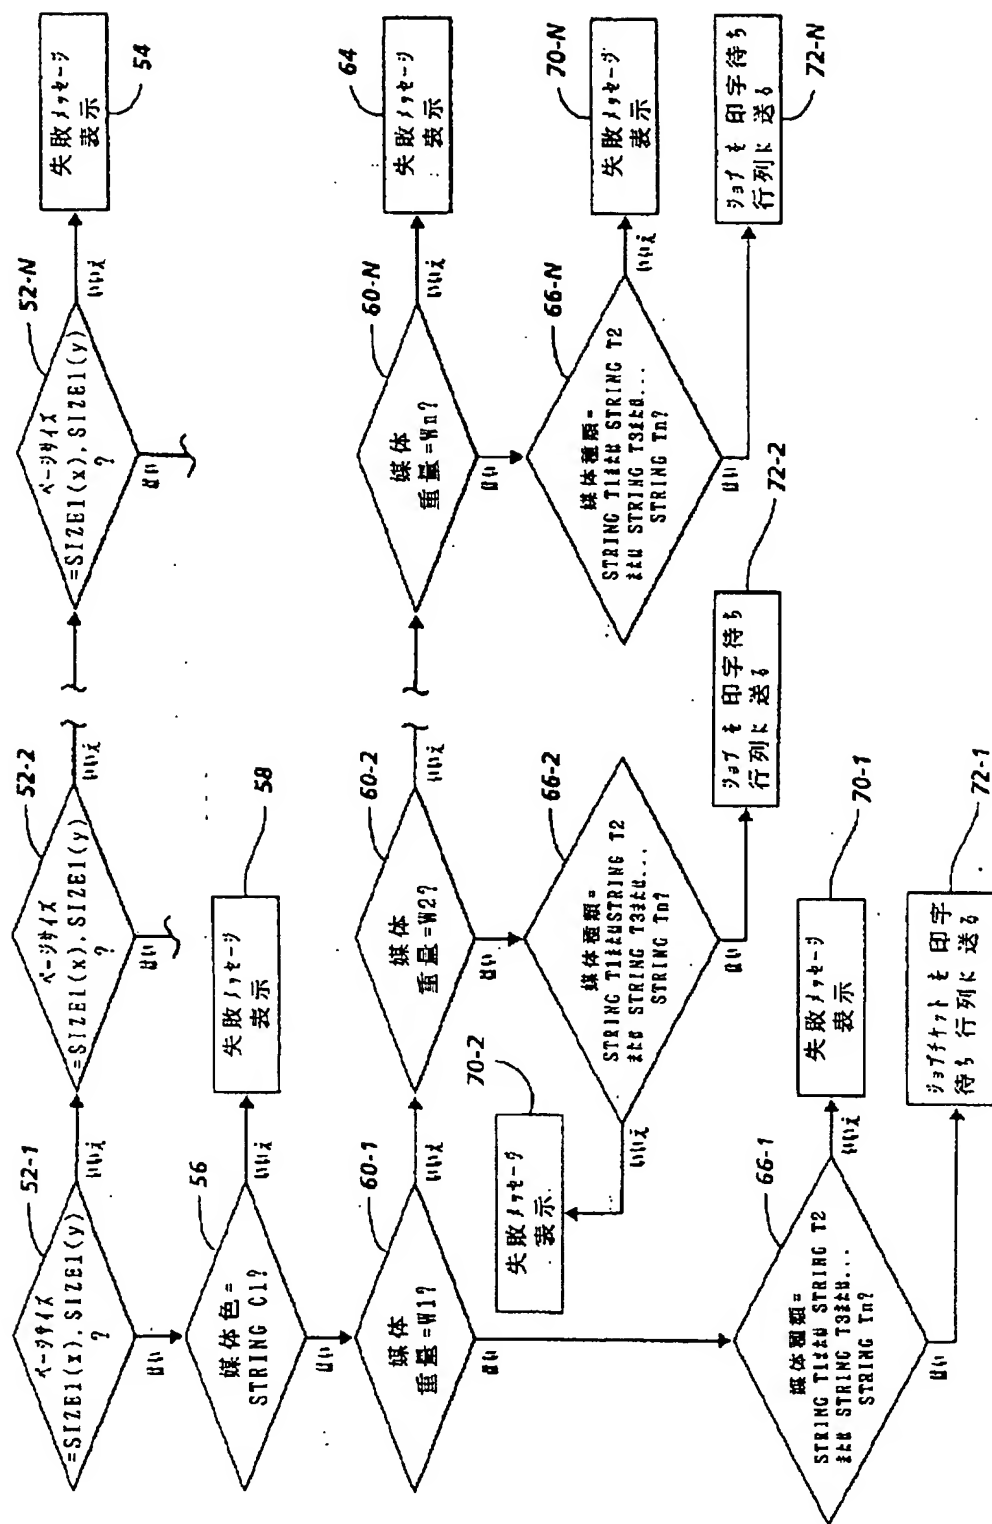 52-1
ページサイズ
=SIZE1(x),SIZE1(y)
?
いいえ
はい
52-2
ページサイズ
=SIZE1(x),SIZE1(y)
?
いいえ
はい
52-N
ページサイズ
=SIZE1(x),SIZE1(y)
?
いいえ
はい
失敗メッセージ
表示
54
56
媒体色=
STRING C1?
いいえ
はい
失敗メッセージ
表示
58
60-1
媒体
重量=W1?
いいえ
はい
60-2
媒体
重量=W2?
いいえ
はい
60-N
媒体
重量=Wn?
いいえ
はい
失敗メッセージ
表示
64
70-2
失敗メッセージ
表示
66-2
媒体種類=
STRING T1またはSTRING T2
または STRING T3または...
STRING Tn?
いいえ
はい
ジョブ を 印字待ち
行列に 送る
72-2
66-N
媒体種類=
STRING T1または STRING T2
または STRING T3または...
STRING Tn?
いいえ
はい
失敗メッセージ
表示
70-N
ジョブ を 印字待ち
行列に 送る
72-N
66-1
媒体種類=
STRING T1または STRING T2
または STRING T3または...
STRING Tn?
いいえ
はい
失敗メッセージ
表示
70-1
ジョブチケット を 印字
待ち 行列に 送る
72-1